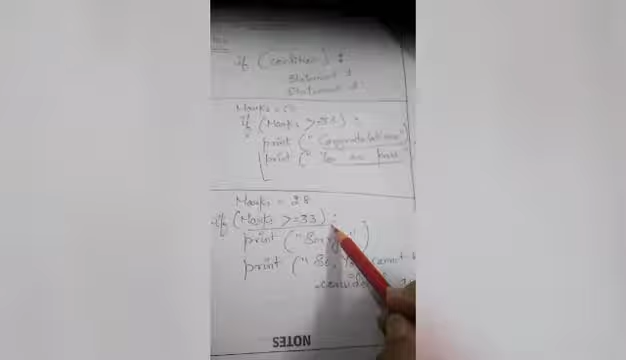 if (condition) :
Statement 1
Statement 2
Marks =
if (Marks >=33) :
print (" Congratulations"
print (" You are pass"
Marks = 28
if (Marks >=33) :
print (" Sorry")
print (" So, You cannot
NOTES